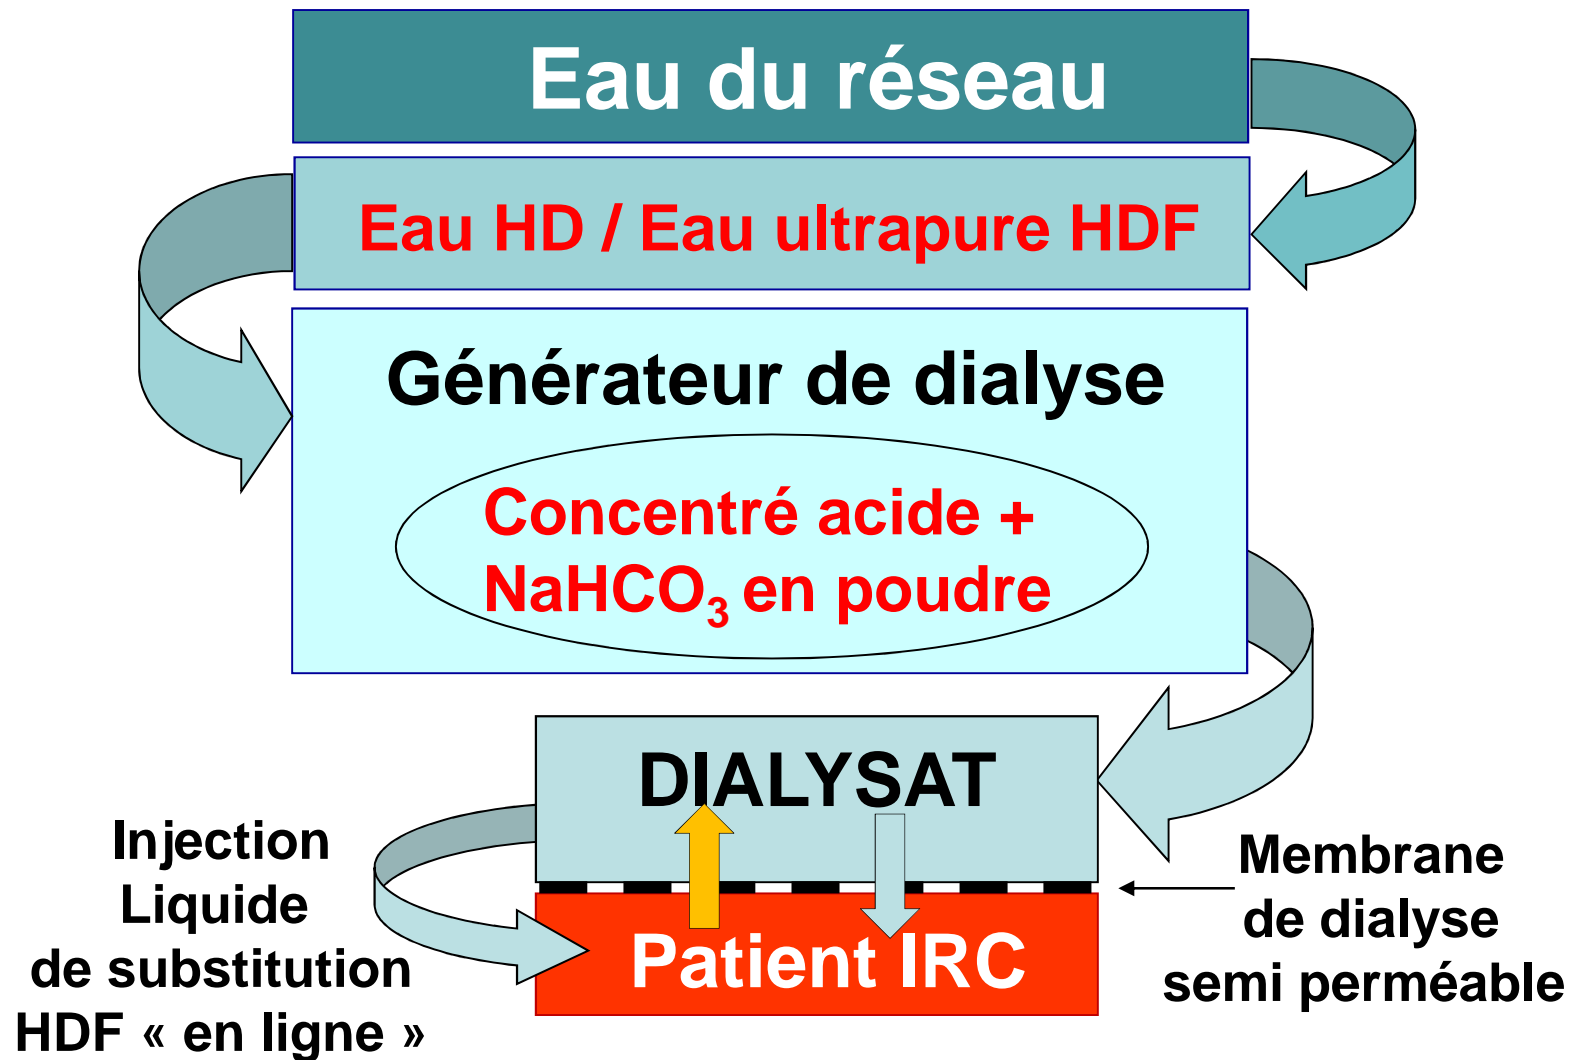 Eau du réseau
Eau HD / Eau ultrapure HDF
Générateur de dialyse
Concentré acide +
NaHCO₃ en poudre
DIALYSAT
Injection
Liquide
de substitution
HDF « en ligne »
Patient IRC
Membrane
de dialyse
semi perméable